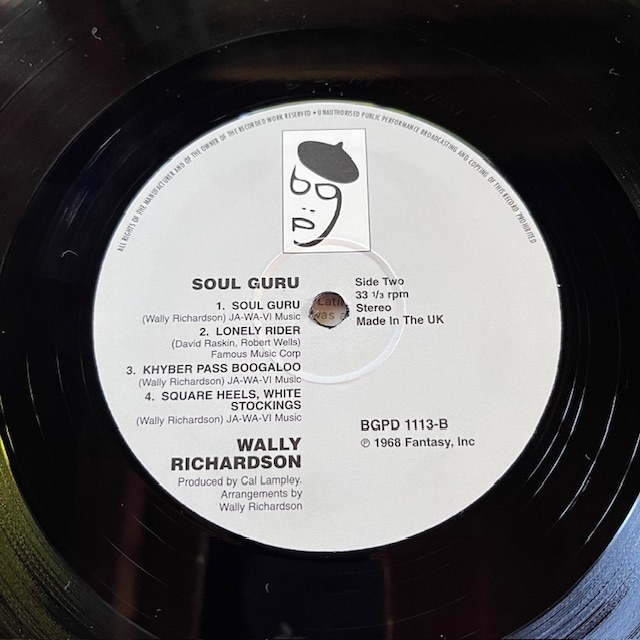 ALL RIGHTS OF THE MANUFACTURER AND OF THE OWNER OF THE RECORDED WORK RESERVED • UNAUTHORISED PUBLIC PERFORMANCE BROADCASTING AND COPYING OF THIS RECORD PROHIBITED
bgp
SOUL GURU
1. SOUL GURU
(Wally Richardson) JA-WA-VI Music
2. LONELY RIDER
(David Raskin, Robert Wells)
Famous Music Corp
3. KHYBER PASS BOOGALOO
(Wally Richardson) JA-WA-VI Music
4. SQUARE HEELS, WHITE
STOCKINGS
(Wally Richardson) JA-WA-VI Music
WALLY
RICHARDSON
Produced by Cal Lampley.
Arrangements by
Wally Richardson
Side Two
33 1/3 rpm
Stereo
Made In The UK
BGPD 1113-B
℗ 1968 Fantasy, Inc